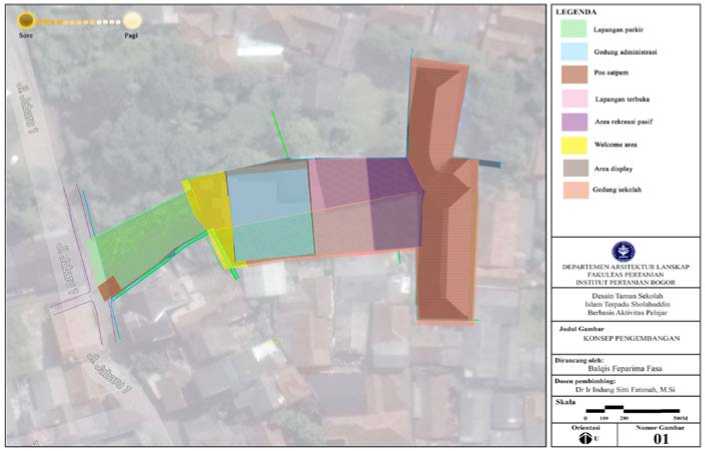 Sore
Pagi
LEGENDA
Lapangan parkir
Gedung administrasi
Pos satpam
Lapangan terbuka
Area rekreasi pasif
Welcome area
Area display
Gedung sekolah
DEPARTEMEN ARSITEKTUR LANSKAP
FAKULTAS PERTANIAN
INSTITUT PERTANIAN BOGOR
Desain Taman Sekolah
Islam Terpadu Sholahuddin
Berbasis Aktivitas Pelajar
Judul Gambar
KONSEP PENGEMBANGAN
Dirancang oleh:
Balqis Feparima Fasa
Dosen pembimbing:
Dr Ir Indung Sitti Fatimah, M.Si
Skala
0 100 200 500M
Orientasi
U
Nomor Gambar
01